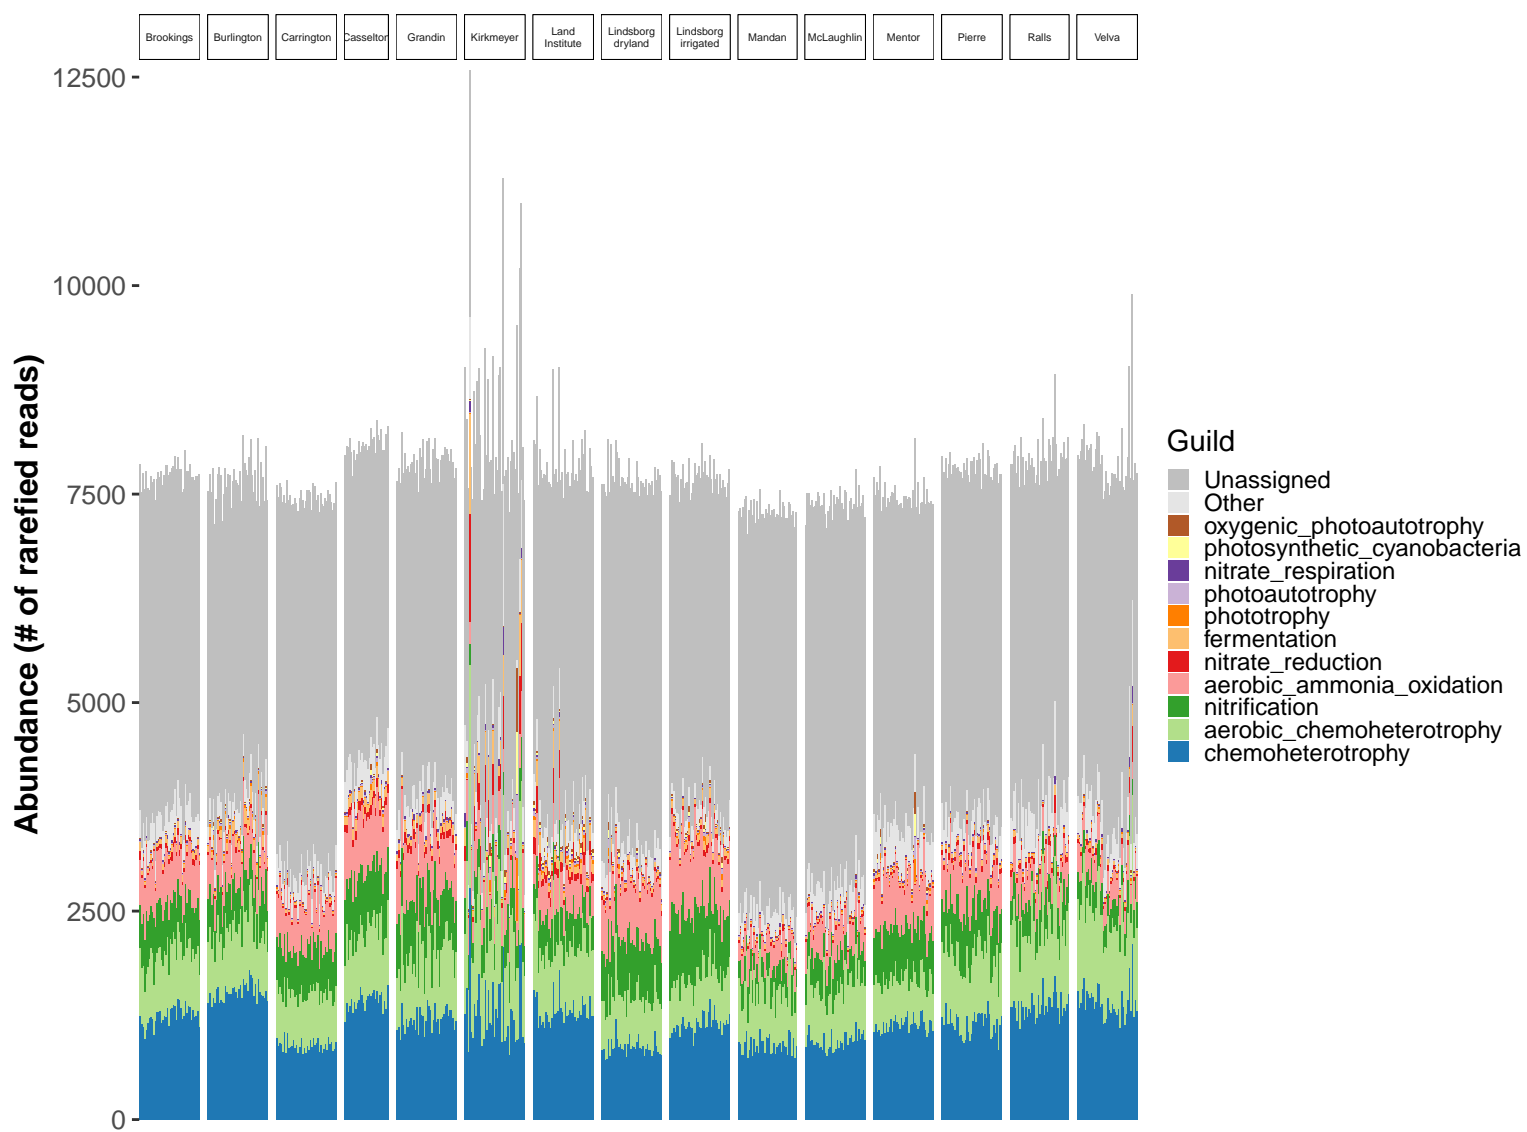 Brookings
Burlington
Carrington
Casselton
Grandin
Kirkmeyer
Land
Institute
Lindsborg
dryland
Lindsborg
irrigated
Mandan
McLaughlin
Mentor
Pierre
Ralls
Velva
12500
10000
7500
5000
2500
0
Abundance (# of rarefied reads)
Guild
Unassigned
Other
oxygenic_photoautotrophy
photosynthetic_cyanobacteria
nitrate_respiration
photoautotrophy
phototrophy
fermentation
nitrate_reduction
aerobic_ammonia_oxidation
nitrification
aerobic_chemoheterotrophy
chemoheterotrophy